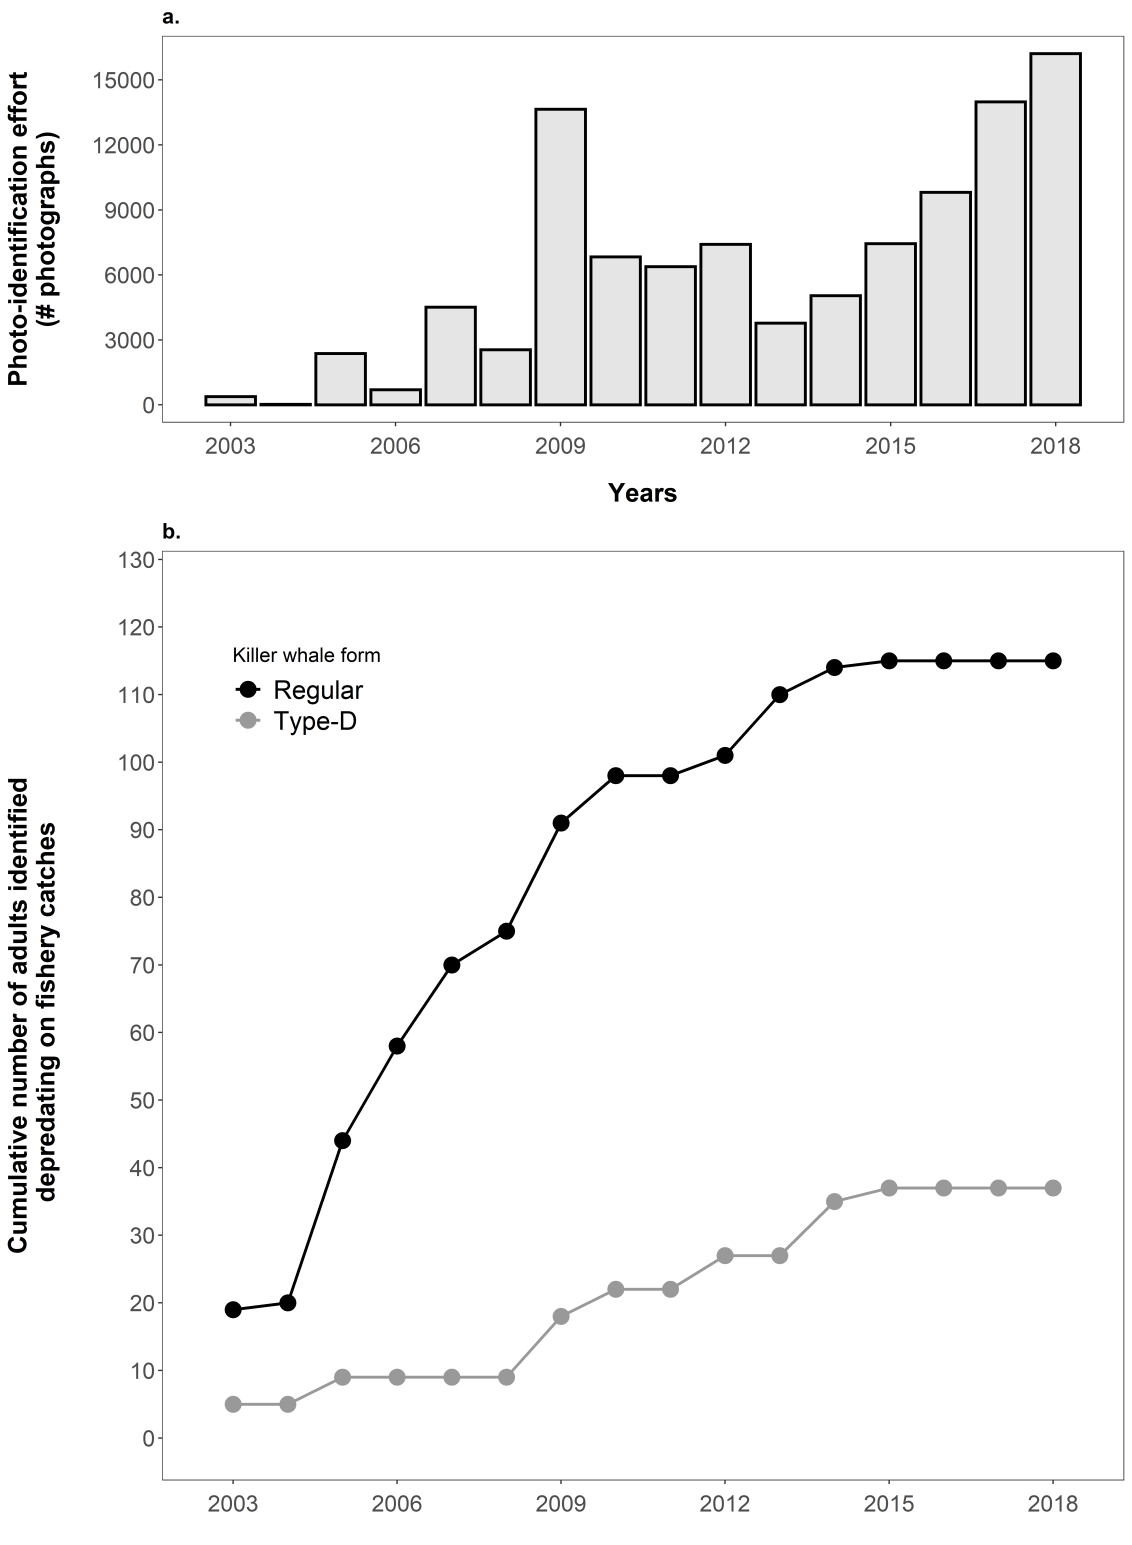 a.
Photo-identification effort
(# photographs)
15000
12000
9000
6000
3000
0
2003 2006 2009 2012 2015 2018
Years
b.
Cumulative number of adults identified
depredating on fishery catches
130
120
110
100
90
80
70
60
50
40
30
20
10
0
Killer whale form
Regular
Type-D
2003 2006 2009 2012 2015 2018